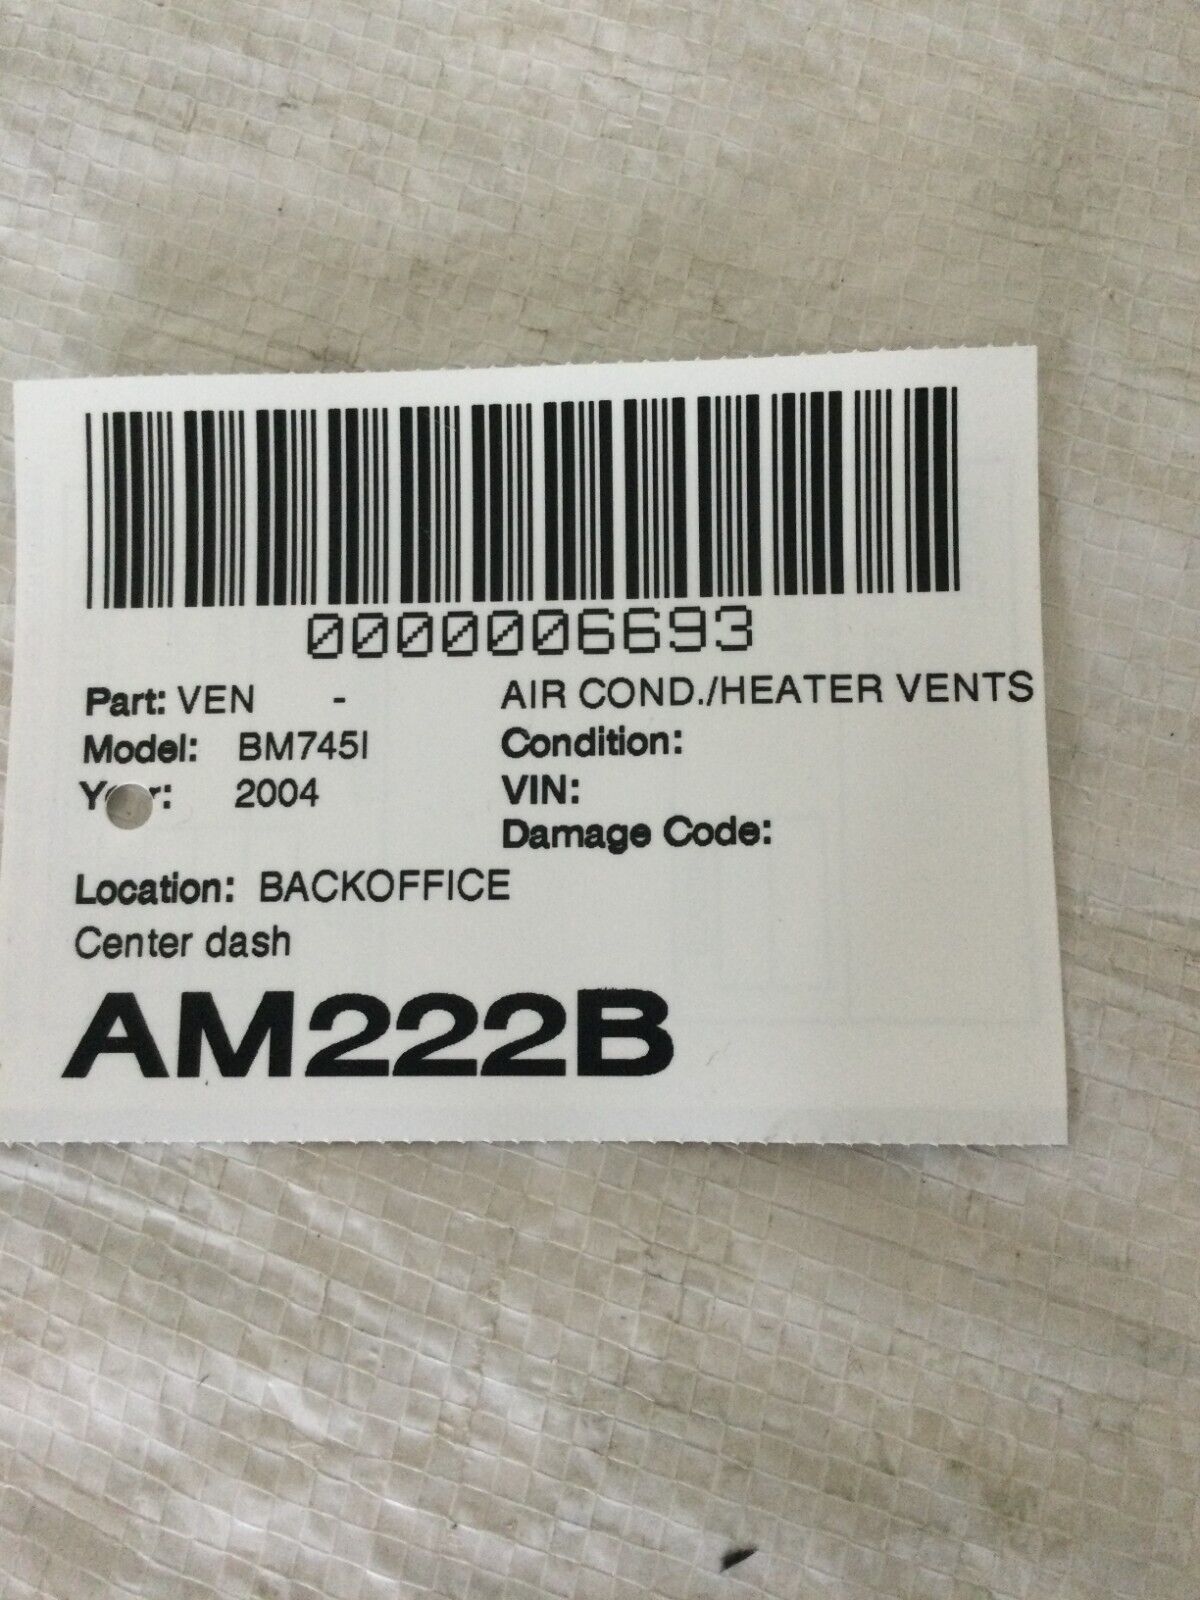 0000006693
Part: VEN - AIR COND./HEATER VENTS
Model: BM745I Condition:
Year: 2004 VIN:
Damage Code:
Location: BACKOFFICE
Center dash
AM222B